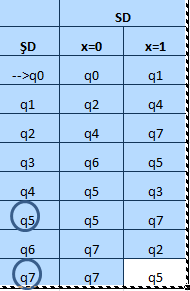 SD
ŞD x=0 x=1
-->q0 q0 q1
q1 q2 q4
q2 q4 q7
q3 q6 q5
q4 q5 q3
q5 q5 q7
q6 q7 q2
q7 q7 q5